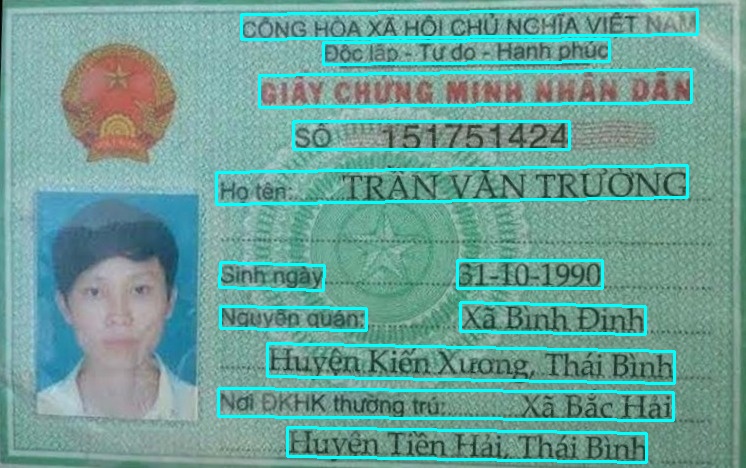 CỘNG HÒA XÃ HỘI CHỦ NGHĨA VIỆT NAM
Độc lập - Tự do - Hạnh phúc
GIẤY CHỨNG MINH NHÂN DÂN
SỐ 151751424
Họ tên: TRẦN VĂN TRƯỜNG
Sinh ngày 31-10-1990
Nguyên quán: Xã Bình Định
Huyện Kiến Xương, Thái Bình
Nơi ĐKHK thường trú: Xã Bắc Hải
Huyện Tiền Hải, Thái Bình